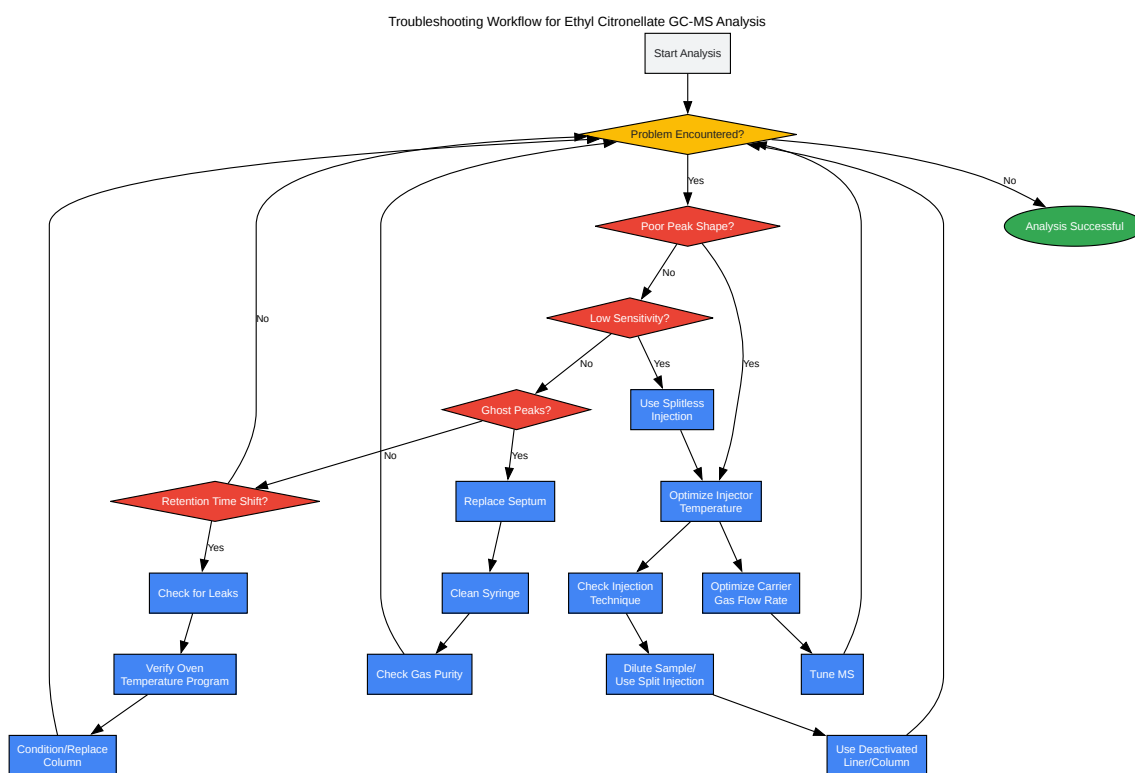 Troubleshooting Workflow for Ethyl Citronellate GC-MS Analysis
Start Analysis
Problem Encountered?
Yes
No
Poor Peak Shape?
Analysis Successful
No
Low Sensitivity?
No
Yes
Yes
No
Ghost Peaks?
Use Splitless
Injection
No
Yes
Retention Time Shift?
Replace Septum
Optimize Injector
Temperature
Yes
Check for Leaks
Clean Syringe
Check Injection
Technique
Optimize Carrier
Gas Flow Rate
Verify Oven
Temperature Program
Check Gas Purity
Dilute Sample/
Use Split Injection
Tune MS
Condition/Replace
Column
Use Deactivated
Liner/Column